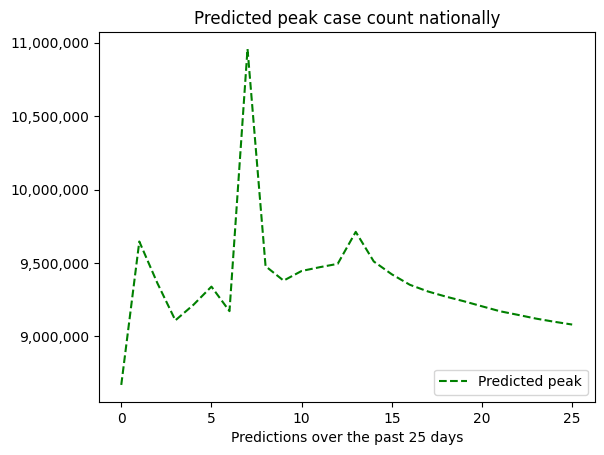 Predicted peak case count nationally
11,000,000
10,500,000
10,000,000
9,500,000
9,000,000
Predicted peak
0 5 10 15 20 25
Predictions over the past 25 days